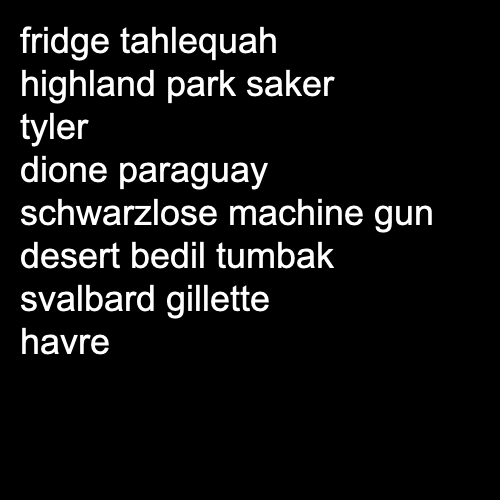 fridge tahlequah
highland park saker
tyler
dione paraguay
schwarzlose machine gun
desert bedil tumbak
svalbard gillette
havre